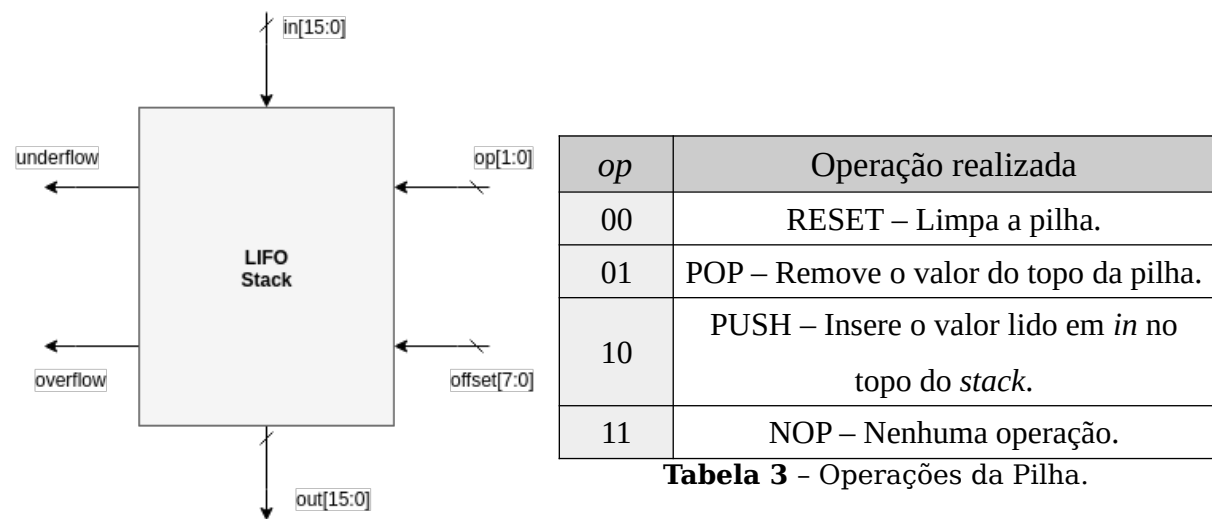 in[15:0]
underflow
op[1:0]
LIFO
Stack
overflow
offset[7:0]
out[15:0]
op
Operação realizada
00
RESET – Limpa a pilha.
01
POP – Remove o valor do topo da pilha.
10
PUSH – Insere o valor lido em in no
topo do stack.
11
NOP – Nenhuma operação.
Tabela 3 – Operações da Pilha.